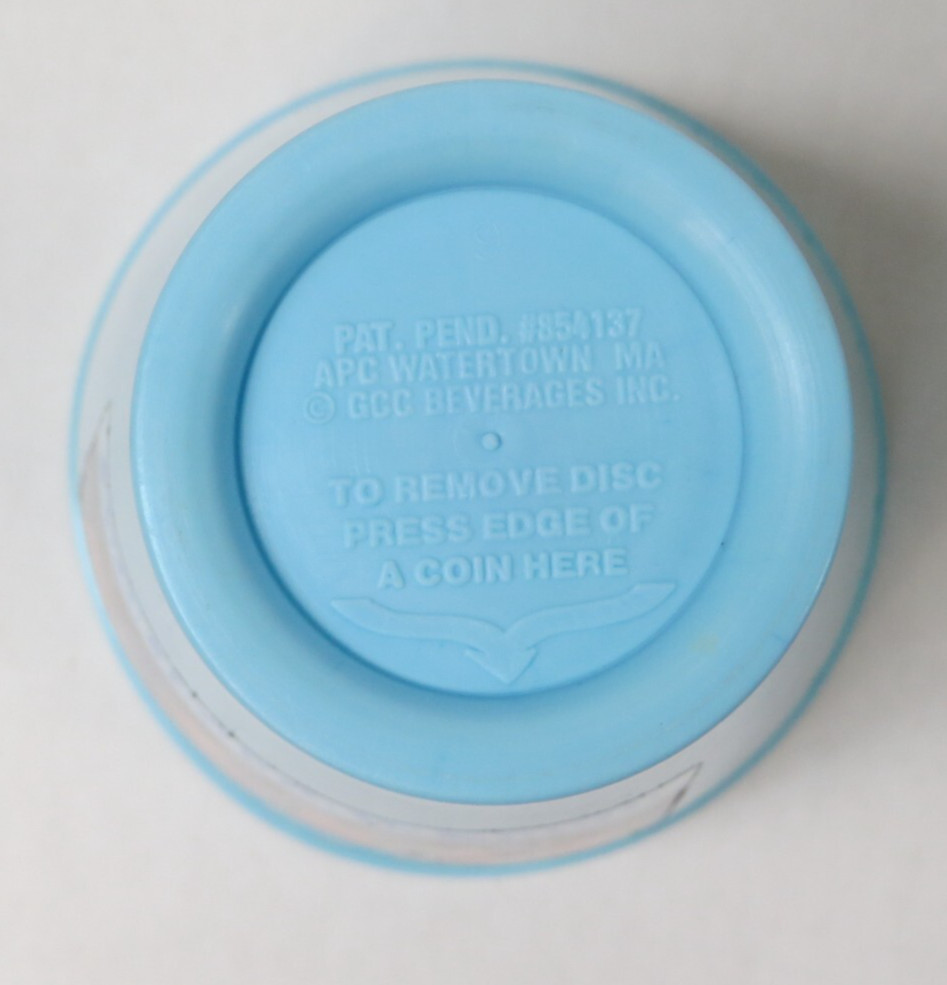 PAT. PEND. #854137
APC WATERTOWN MA
© GCC BEVERAGES INC.
TO REMOVE DISC
PRESS EDGE OF
A COIN HERE